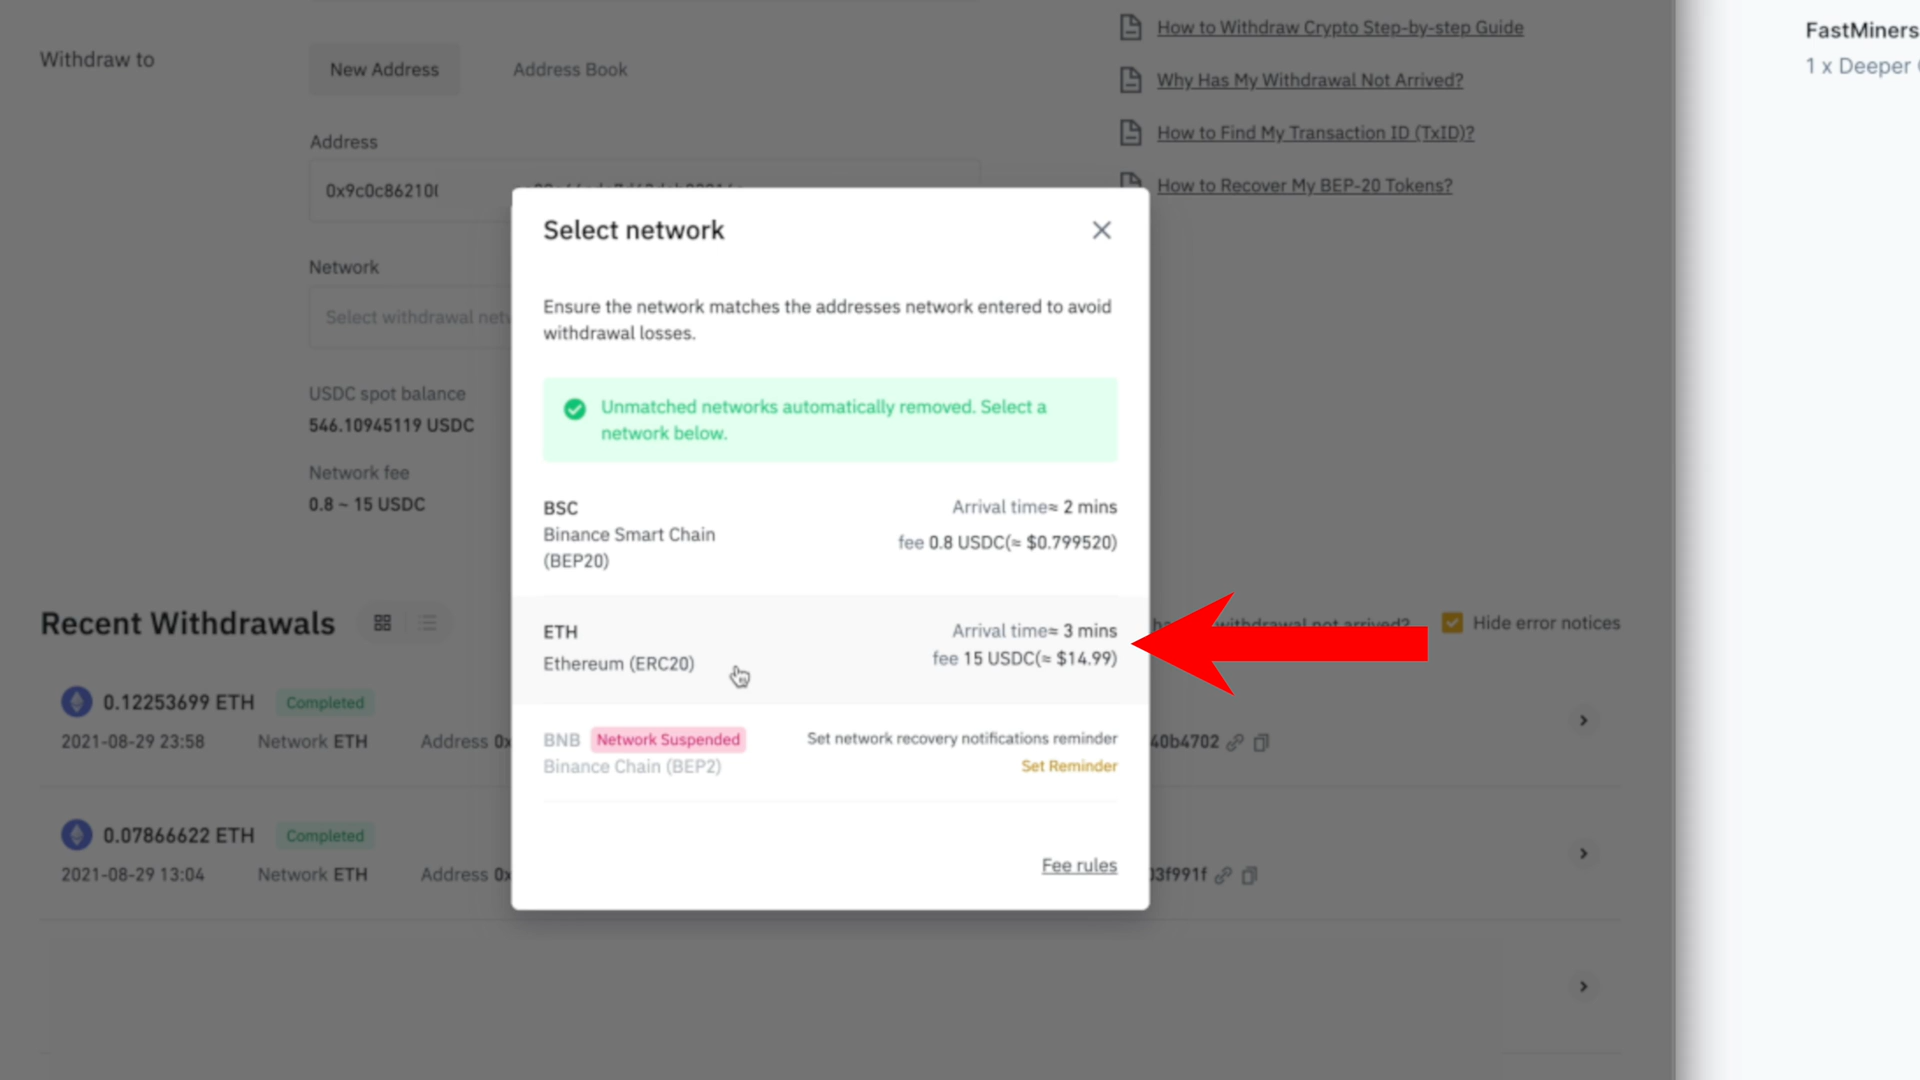 Withdraw to
New Address
Address Book
How to Withdraw Crypto Step-by-step Guide
Why Has My Withdrawal Not Arrived?
How to Find My Transaction ID (TxID)?
How to Recover My BEP-20 Tokens?
FastMiners
1 x Deeper
Address
0x9c0c86210
Network
Select withdrawal
USDC spot balance
546.10945119 USDC
Network fee
0.8 ~ 15 USDC
Select network
Ensure the network matches the addresses network entered to avoid
withdrawal losses.
Unmatched networks automatically removed. Select a
network below.
BSC
Arrival time≈ 2 mins
Binance Smart Chain
(BEP20)
fee 0.8 USDC(≈ $0.799520)
ETH
Arrival time≈ 3 mins
Ethereum (ERC20)
fee 15 USDC(≈ $14.99)
BNB Network Suspended
Set network recovery notifications reminder
Binance Chain (BEP2)
Set Reminder
Fee rules
Recent Withdrawals
withdrawal not arrived?
Hide error notices
0.12253699 ETH Completed
2021-08-29 23:58 Network ETH Address 0x
40b4702
0.07866622 ETH Completed
2021-08-29 13:04 Network ETH Address 0x
3f991f